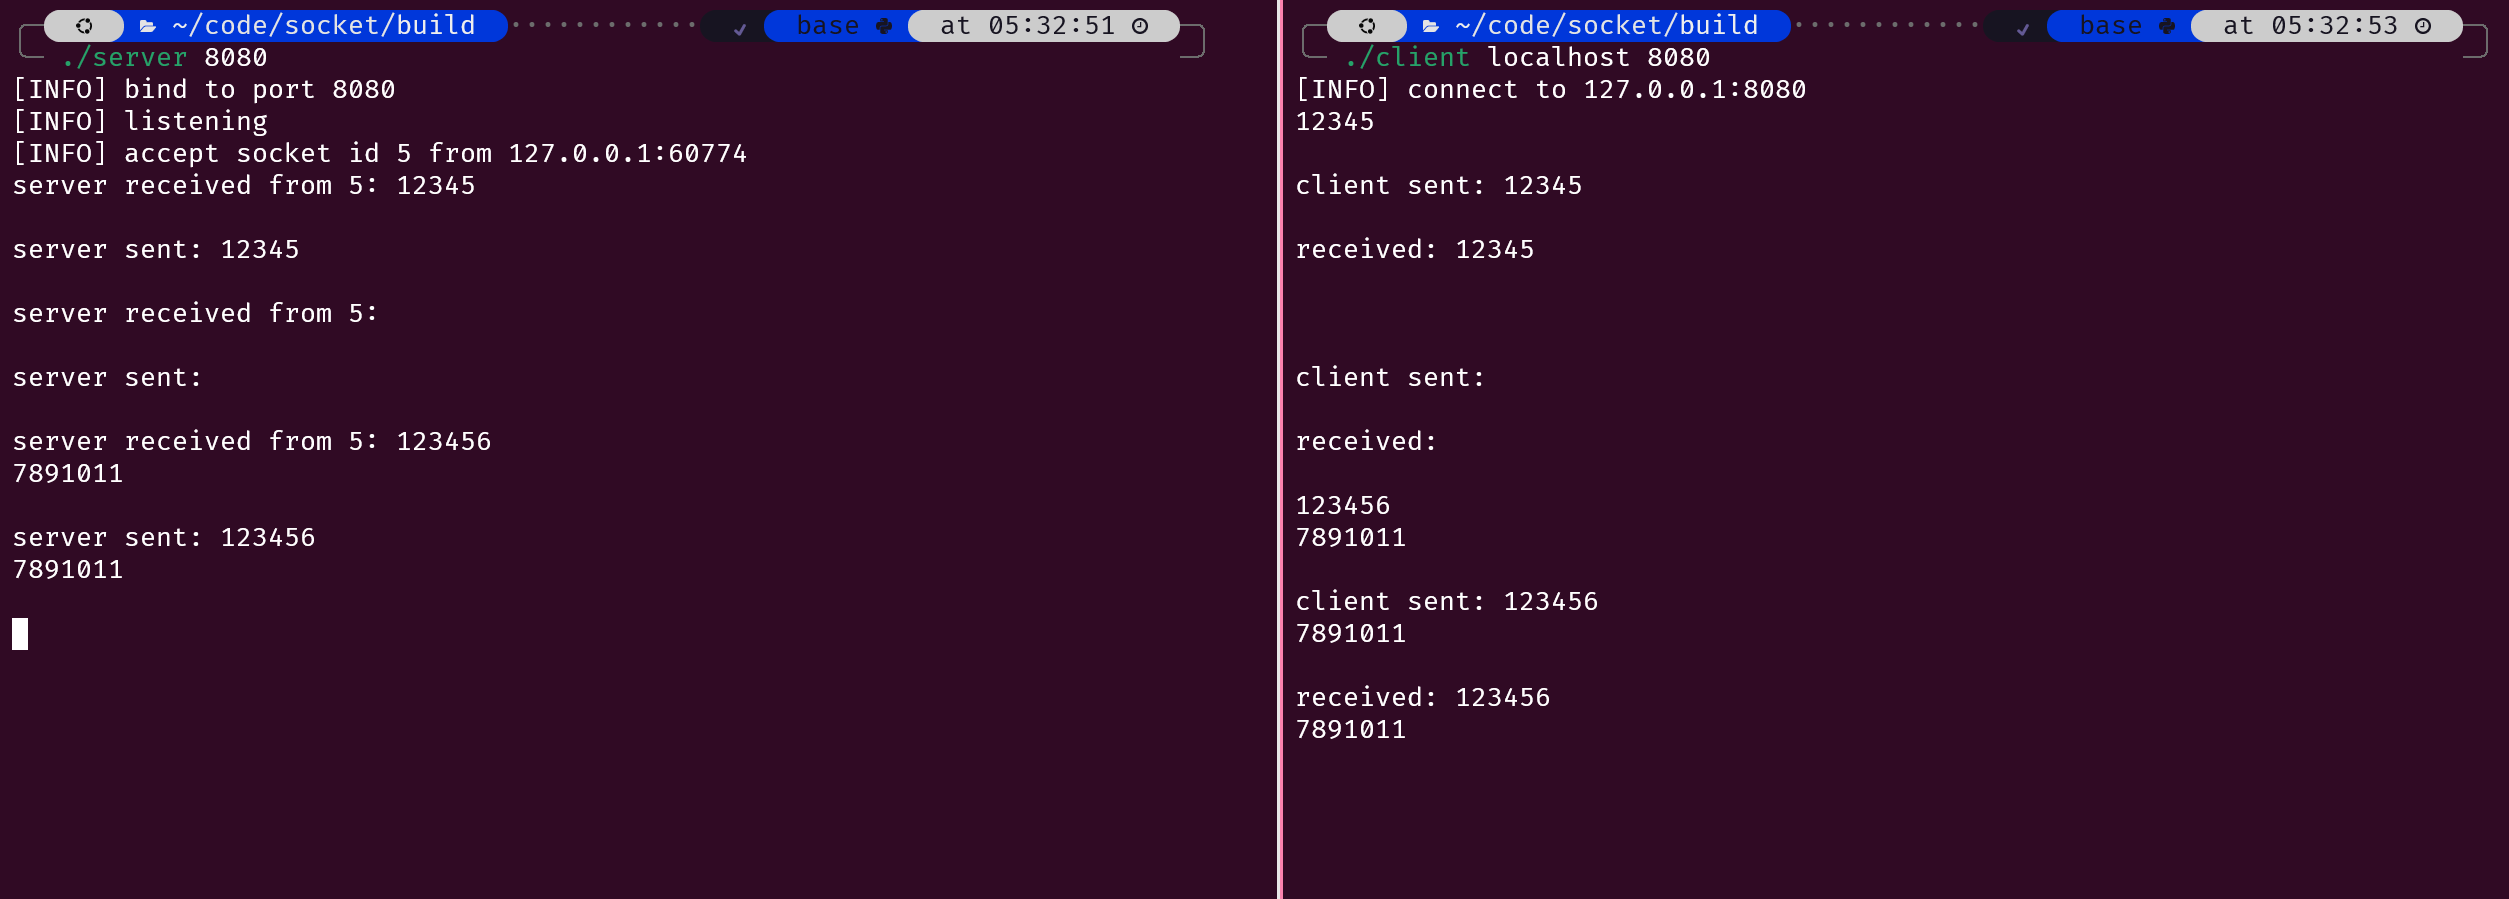 ~/code/socket/build base at 05:32:51
./server 8080
[INFO] bind to port 8080
[INFO] listening
[INFO] accept socket id 5 from 127.0.0.1:60774
server received from 5: 12345
server sent: 12345
server received from 5:
server sent:
server received from 5: 123456
7891011
server sent: 123456
7891011
~/code/socket/build base at 05:32:53
./client localhost 8080
[INFO] connect to 127.0.0.1:8080
12345
client sent: 12345
received: 12345
client sent:
received:
123456
7891011
client sent: 123456
7891011
received: 123456
7891011